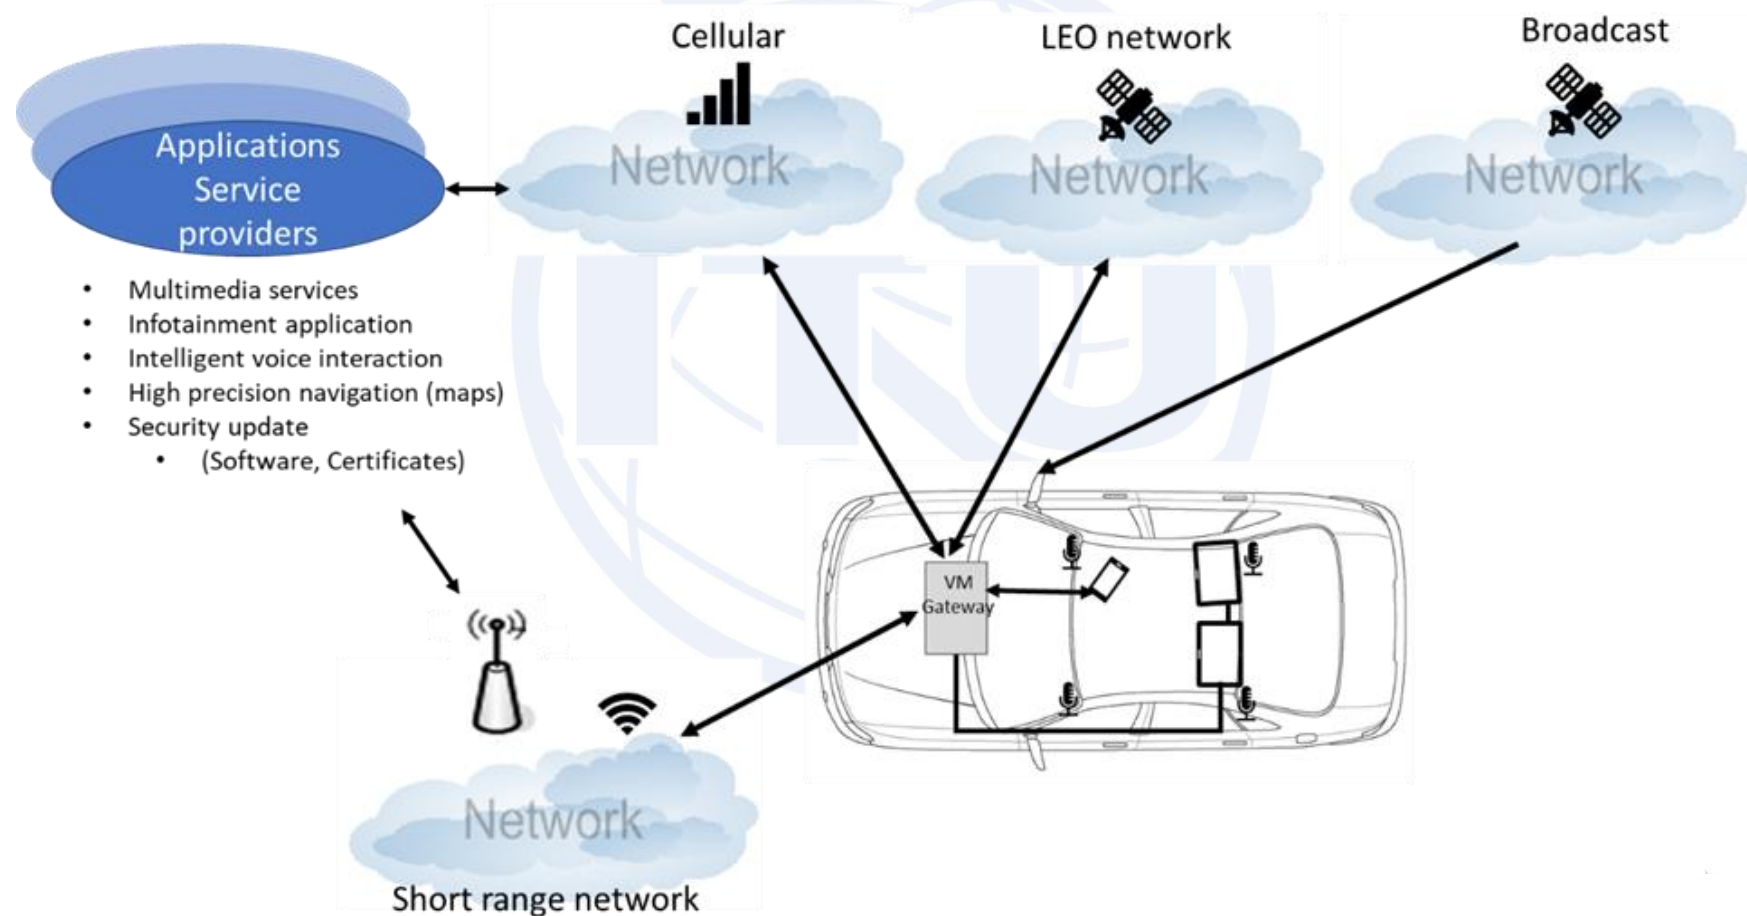 Cellular
LEO network
Broadcast
Applications
Service
providers
Network
Network
Network
• Multimedia services
• Infotainment application
• Intelligent voice interaction
• High precision navigation (maps)
• Security update
• (Software, Certificates)
ITU
VM
Gateway
Network
Short range network